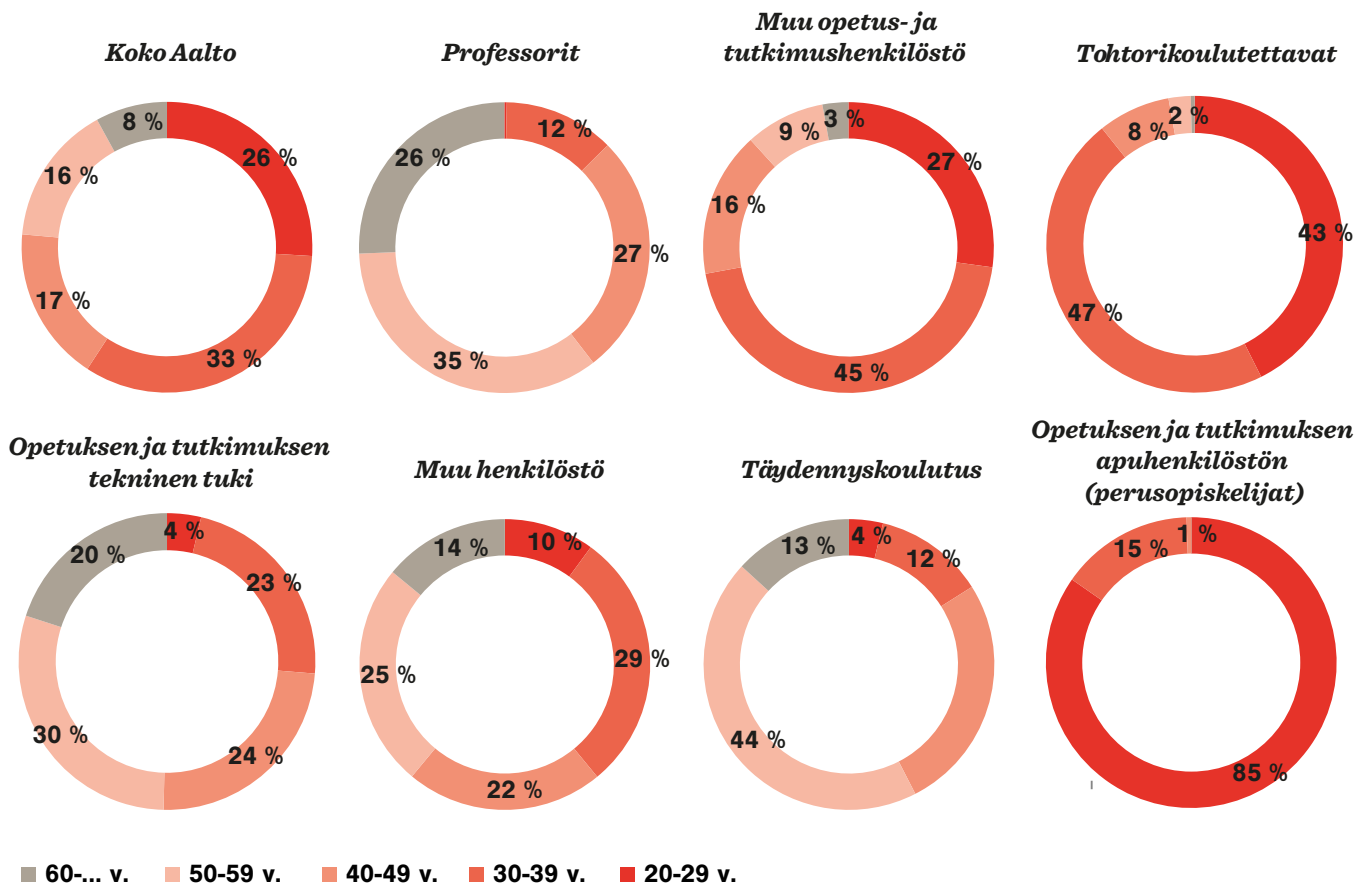 Koko Aalto
8 %
26 %
16 %
17 %
33 %
Professorit
12 %
26 %
27 %
35 %
Muu opetus- ja
tutkimushenkilöstö
3 %
9 %
27 %
16 %
45 %
Tohtorikoulutettavat
2 %
8 %
43 %
47 %
Opetuksen ja tutkimuksen
tekninen tuki
4 %
20 %
23 %
30 %
24 %
Muu henkilöstö
14 %
10 %
29 %
25 %
22 %
Täydennyskoulutus
13 %
4 %
12 %
44 %
Opetuksen ja tutkimuksen
apuhenkilöstön
(perusopiskelijat)
1 %
15 %
85 %
60-... v. 50-59 v. 40-49 v. 30-39 v. 20-29 v.